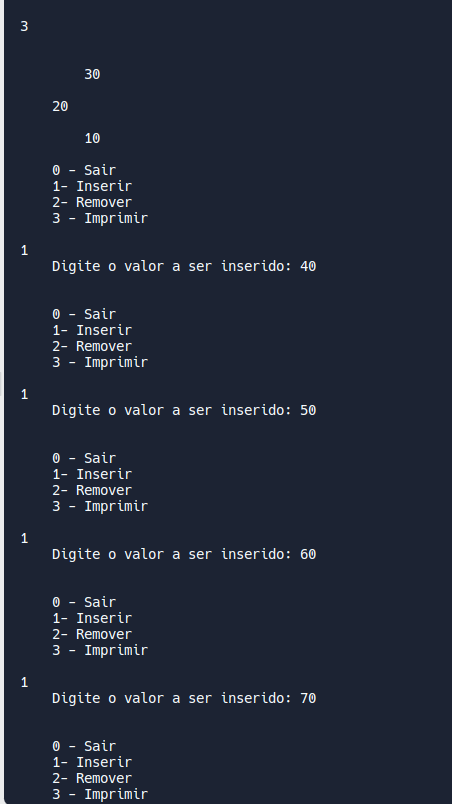 3
30
20
10
0 - Sair
1- Inserir
2- Remover
3 - Imprimir
1
Digite o valor a ser inserido: 40
0 - Sair
1- Inserir
2- Remover
3 - Imprimir
1
Digite o valor a ser inserido: 50
0 - Sair
1- Inserir
2- Remover
3 - Imprimir
1
Digite o valor a ser inserido: 60
0 - Sair
1- Inserir
2- Remover
3 - Imprimir
1
Digite o valor a ser inserido: 70
0 - Sair
1- Inserir
2- Remover
3 - Imprimir